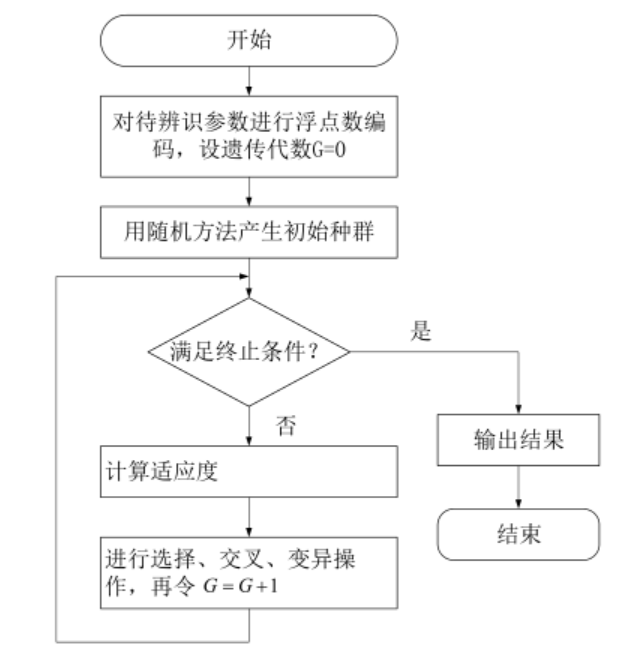 开始
对待辨识参数进行浮点数编
码，设遗传代数G=0
用随机方法产生初始种群
满足终止条件？
是
否
输出结果
计算适应度
结束
进行选择、交叉、变异操
作，再令 G=G+1